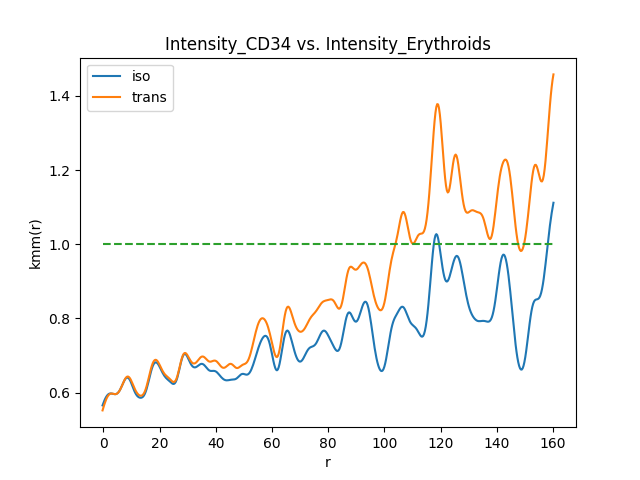 Intensity_CD34 vs. Intensity_Erythroids
iso
trans
kmm(r)
1.4
1.2
1.0
0.8
0.6
0 20 40 60 80 100 120 140 160
r